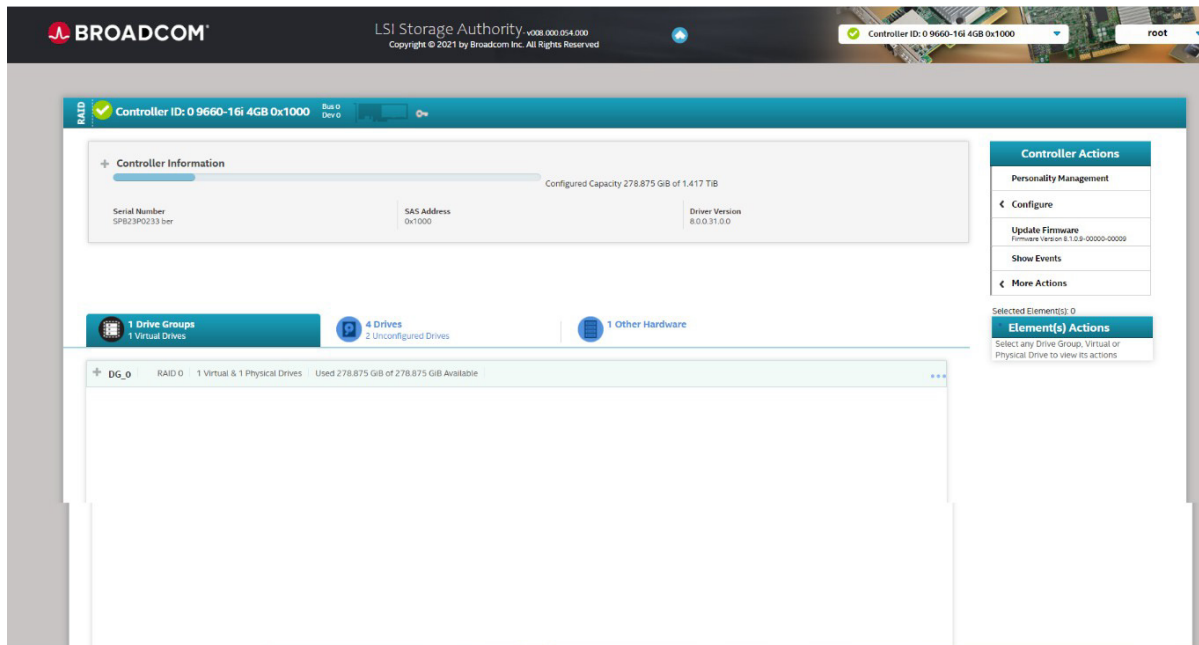 BROADCOM
LSI Storage Authority. v008.000.054.000
Copyright © 2021 by Broadcom Inc. All Rights Reserved
Controller ID: 0 9660-16i 4GB 0x1000
root
RAID
Controller ID: 0 9660-16i 4GB 0x1000
Bus 0
Dev 0
Controller Information
Configured Capacity 278.875 GiB of 1.417 TiB
Serial Number
SPB23P0233 ber
SAS Address
0x1000
Driver Version
8.0.0.31.0.0
Controller Actions
Personality Management
Configure
Update Firmware
Firmware Version 8.1.0.9-00000-00009
Show Events
More Actions
1 Drive Groups
1 Virtual Drives
4 Drives
2 Unconfigured Drives
1 Other Hardware
Selected Element(s): 0
Element(s) Actions
Select any Drive Group, Virtual or
Physical Drive to view its actions
DG_0 RAID 0 1 Virtual & 1 Physical Drives Used 278.875 GiB of 278.875 GiB Available